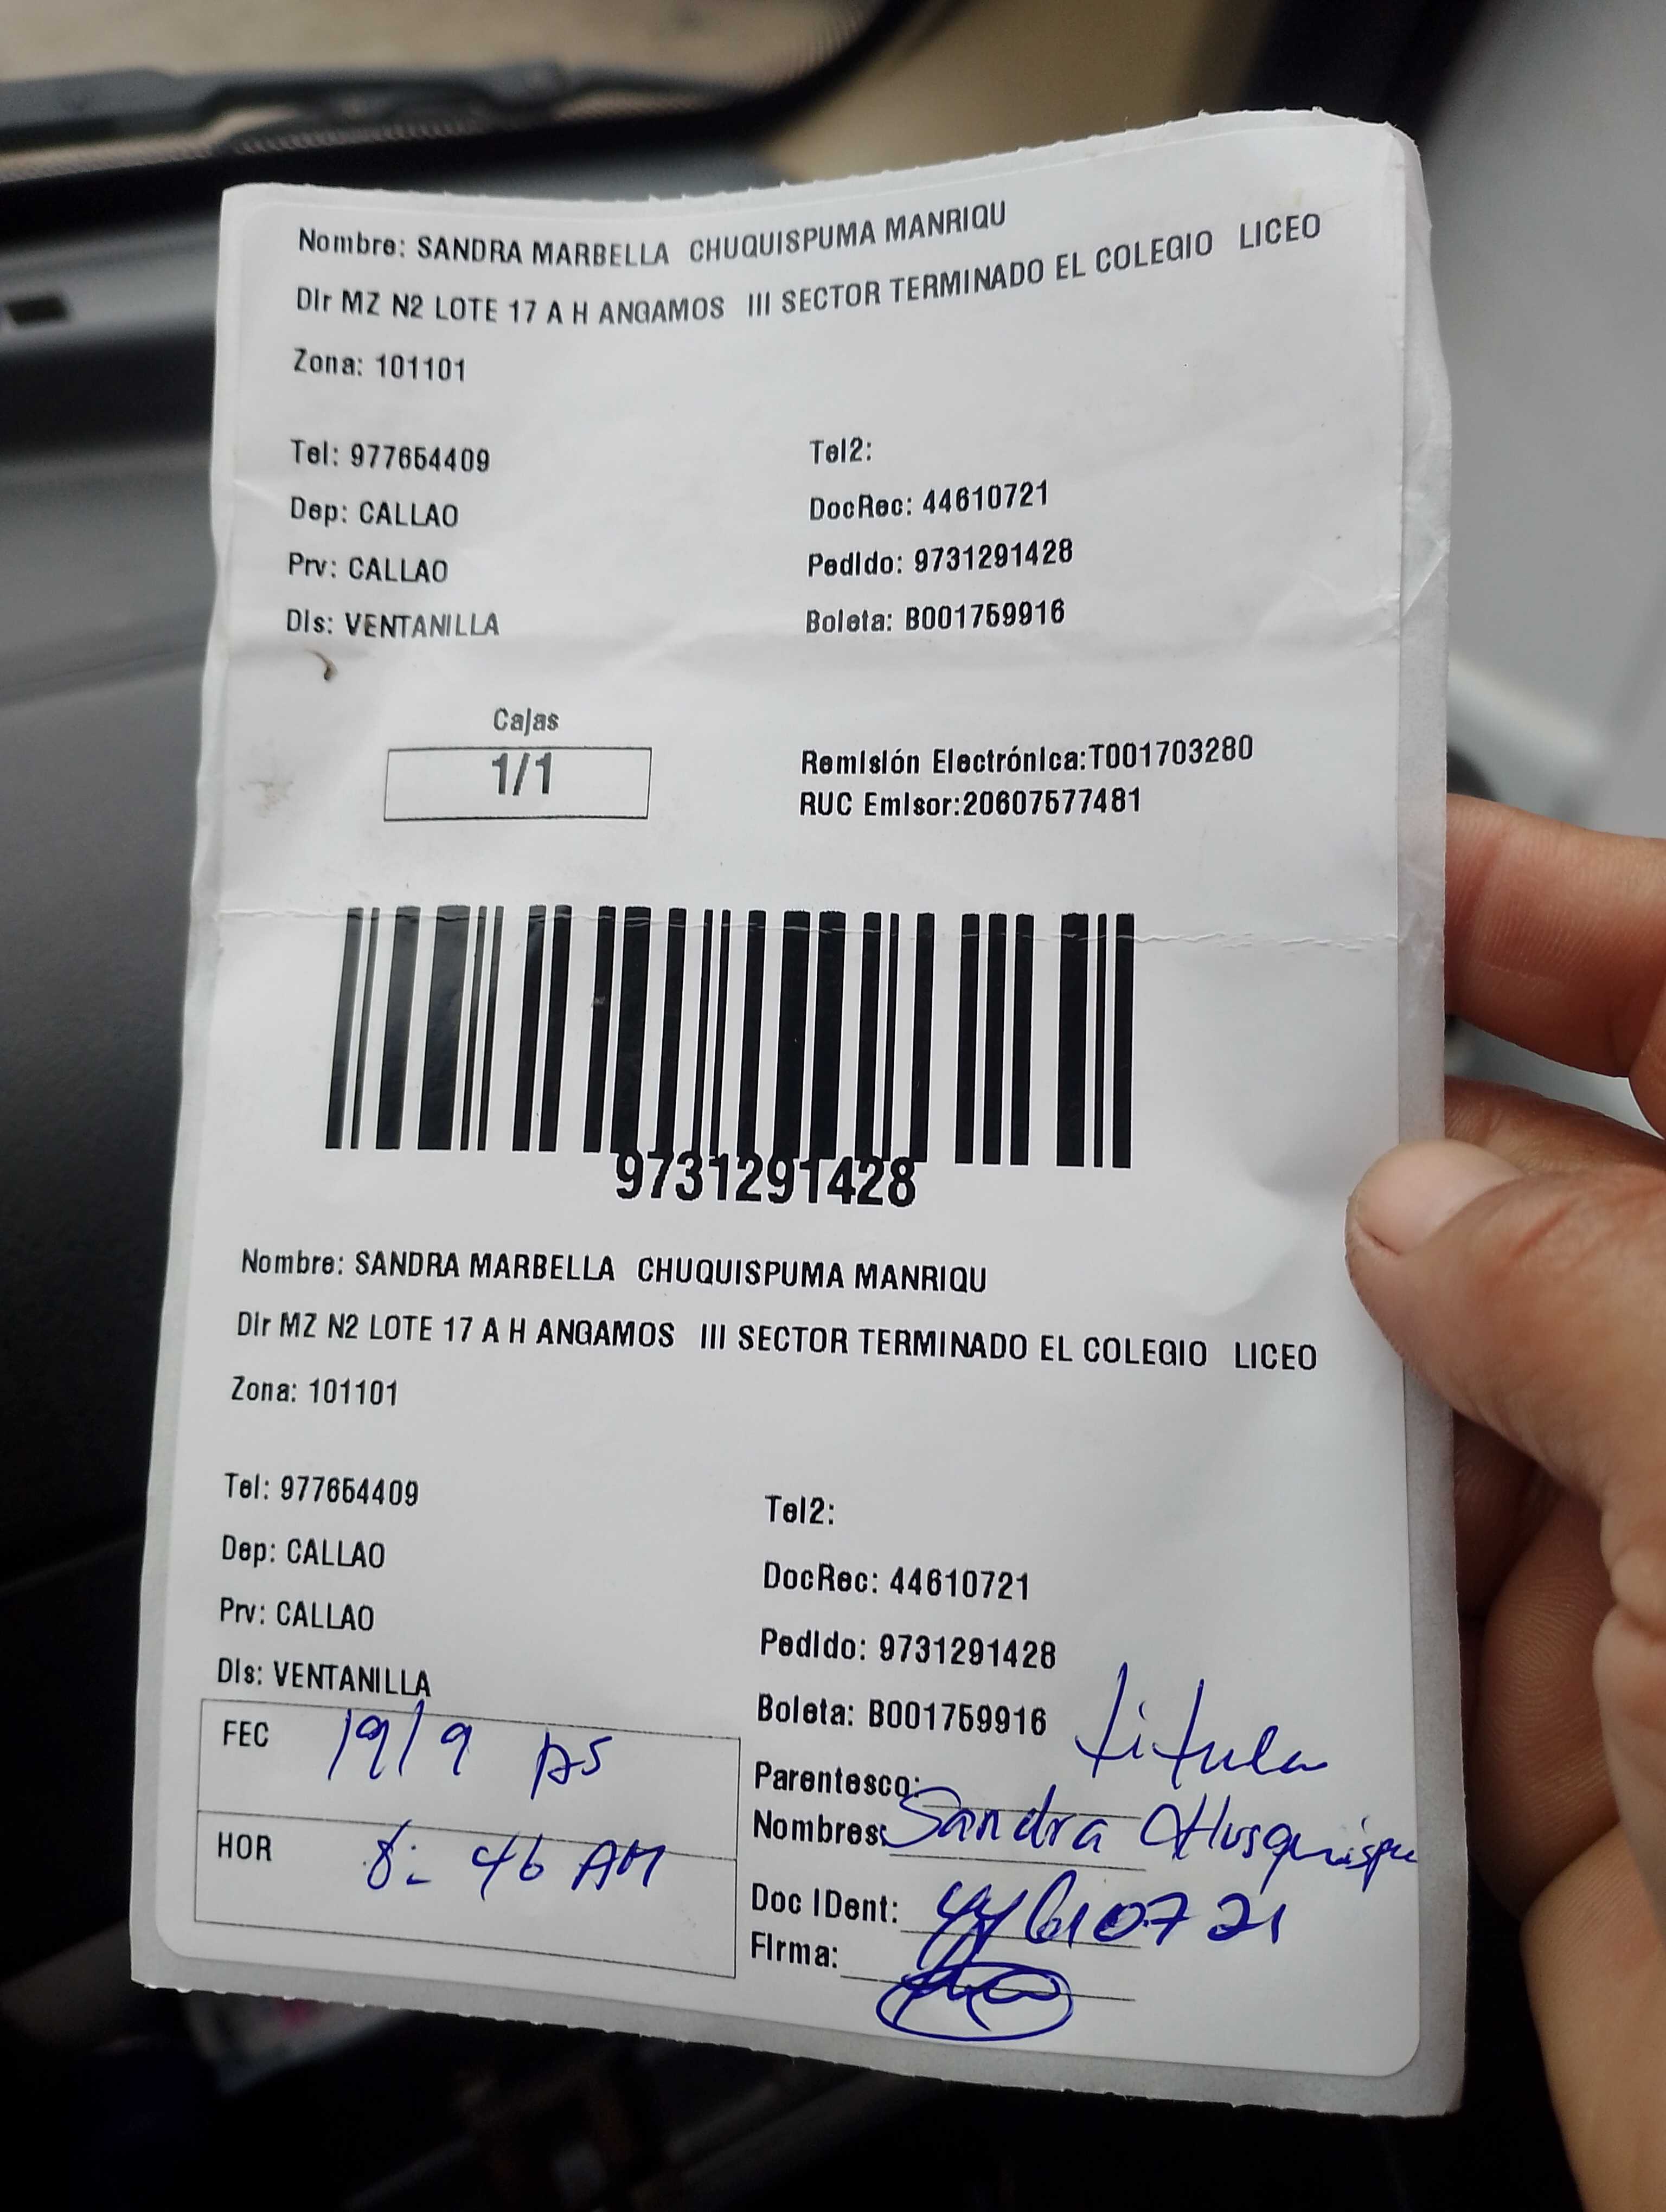 Nombre: SANDRA MARBELLA CHUQUISPUMA MANRIQU
Dir MZ N2 LOTE 17 A H ANGAMOS III SECTOR TERMINADO EL COLEGIO LICEO
Zona: 101101
Tel: 977654409 Tel2:
Dep: CALLAO DocRec: 44610721
Prv: CALLAO Pedido: 9731291428
Dis: VENTANILLA Boleta: B001759916
Cajas
1/1
Remisión Electrónica:T001703280
RUC Emisor:20607577481
9731291428
Nombre: SANDRA MARBELLA CHUQUISPUMA MANRIQU
Dir MZ N2 LOTE 17 A H ANGAMOS III SECTOR TERMINADO EL COLEGIO LICEO
Zona: 101101
Tel: 977654409 Tel2:
Dep: CALLAO DocRec: 44610721
Prv: CALLAO Pedido: 9731291428
Dis: VENTANILLA Boleta: B001759916
FEC 19/9
HOR 8:46 AM
Parentesco: titular
Nombres: Sandra
Doc IDent: 44610721
Firma: